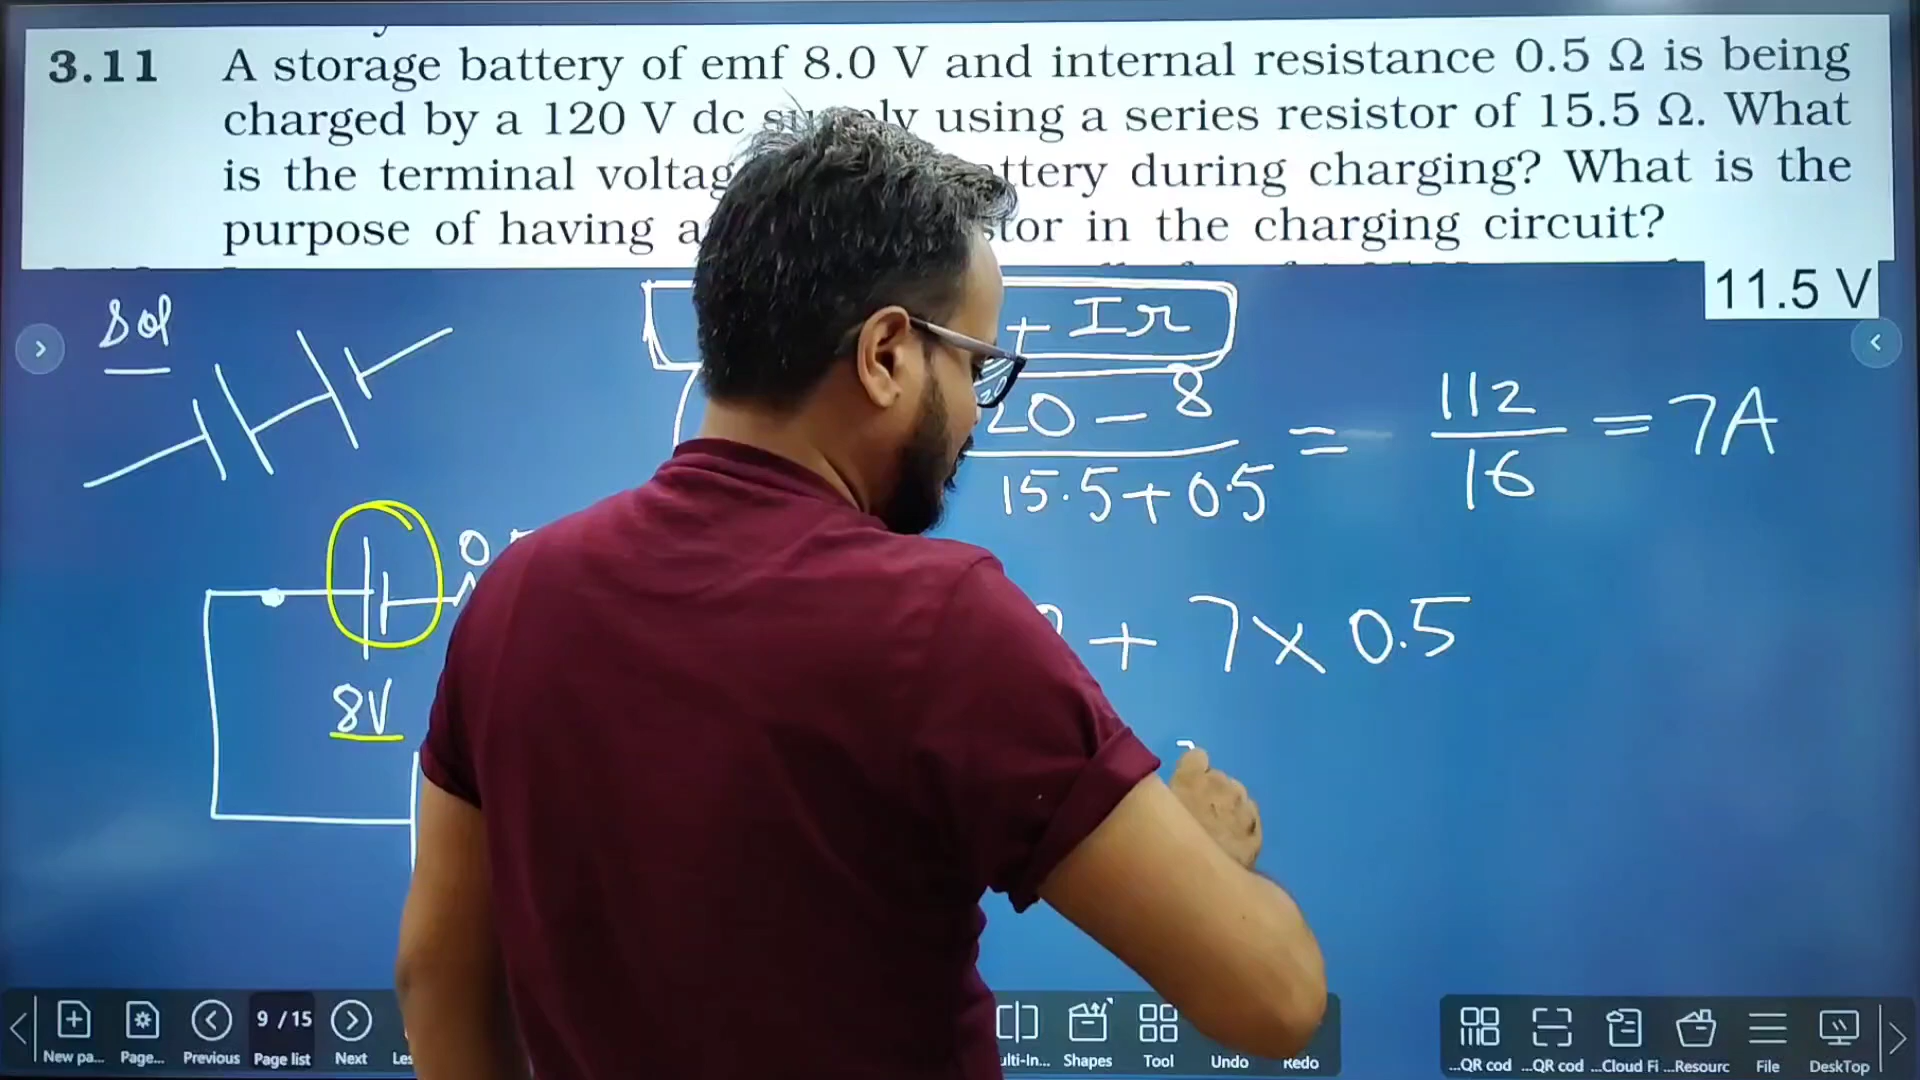 3.11 A storage battery of emf 8.0 V and internal resistance 0.5 Ω is being
charged by a 120 V dc using a series resistor of 15.5 Ω. What
is the terminal during charging? What is the
purpose of having a in the charging circuit?
11.5 V
Sol
+ Ir
20 - 8
15.5+0.5
=
112
16
= 7A
0.
8V
+ 7 x 0.5
New pa...
Page...
Previous
9 /15
Page list
Next
Shapes
Tool
Undo
Redo
...QR cod
...QR cod
...Cloud Fi
...Resourc
File
DeskTop